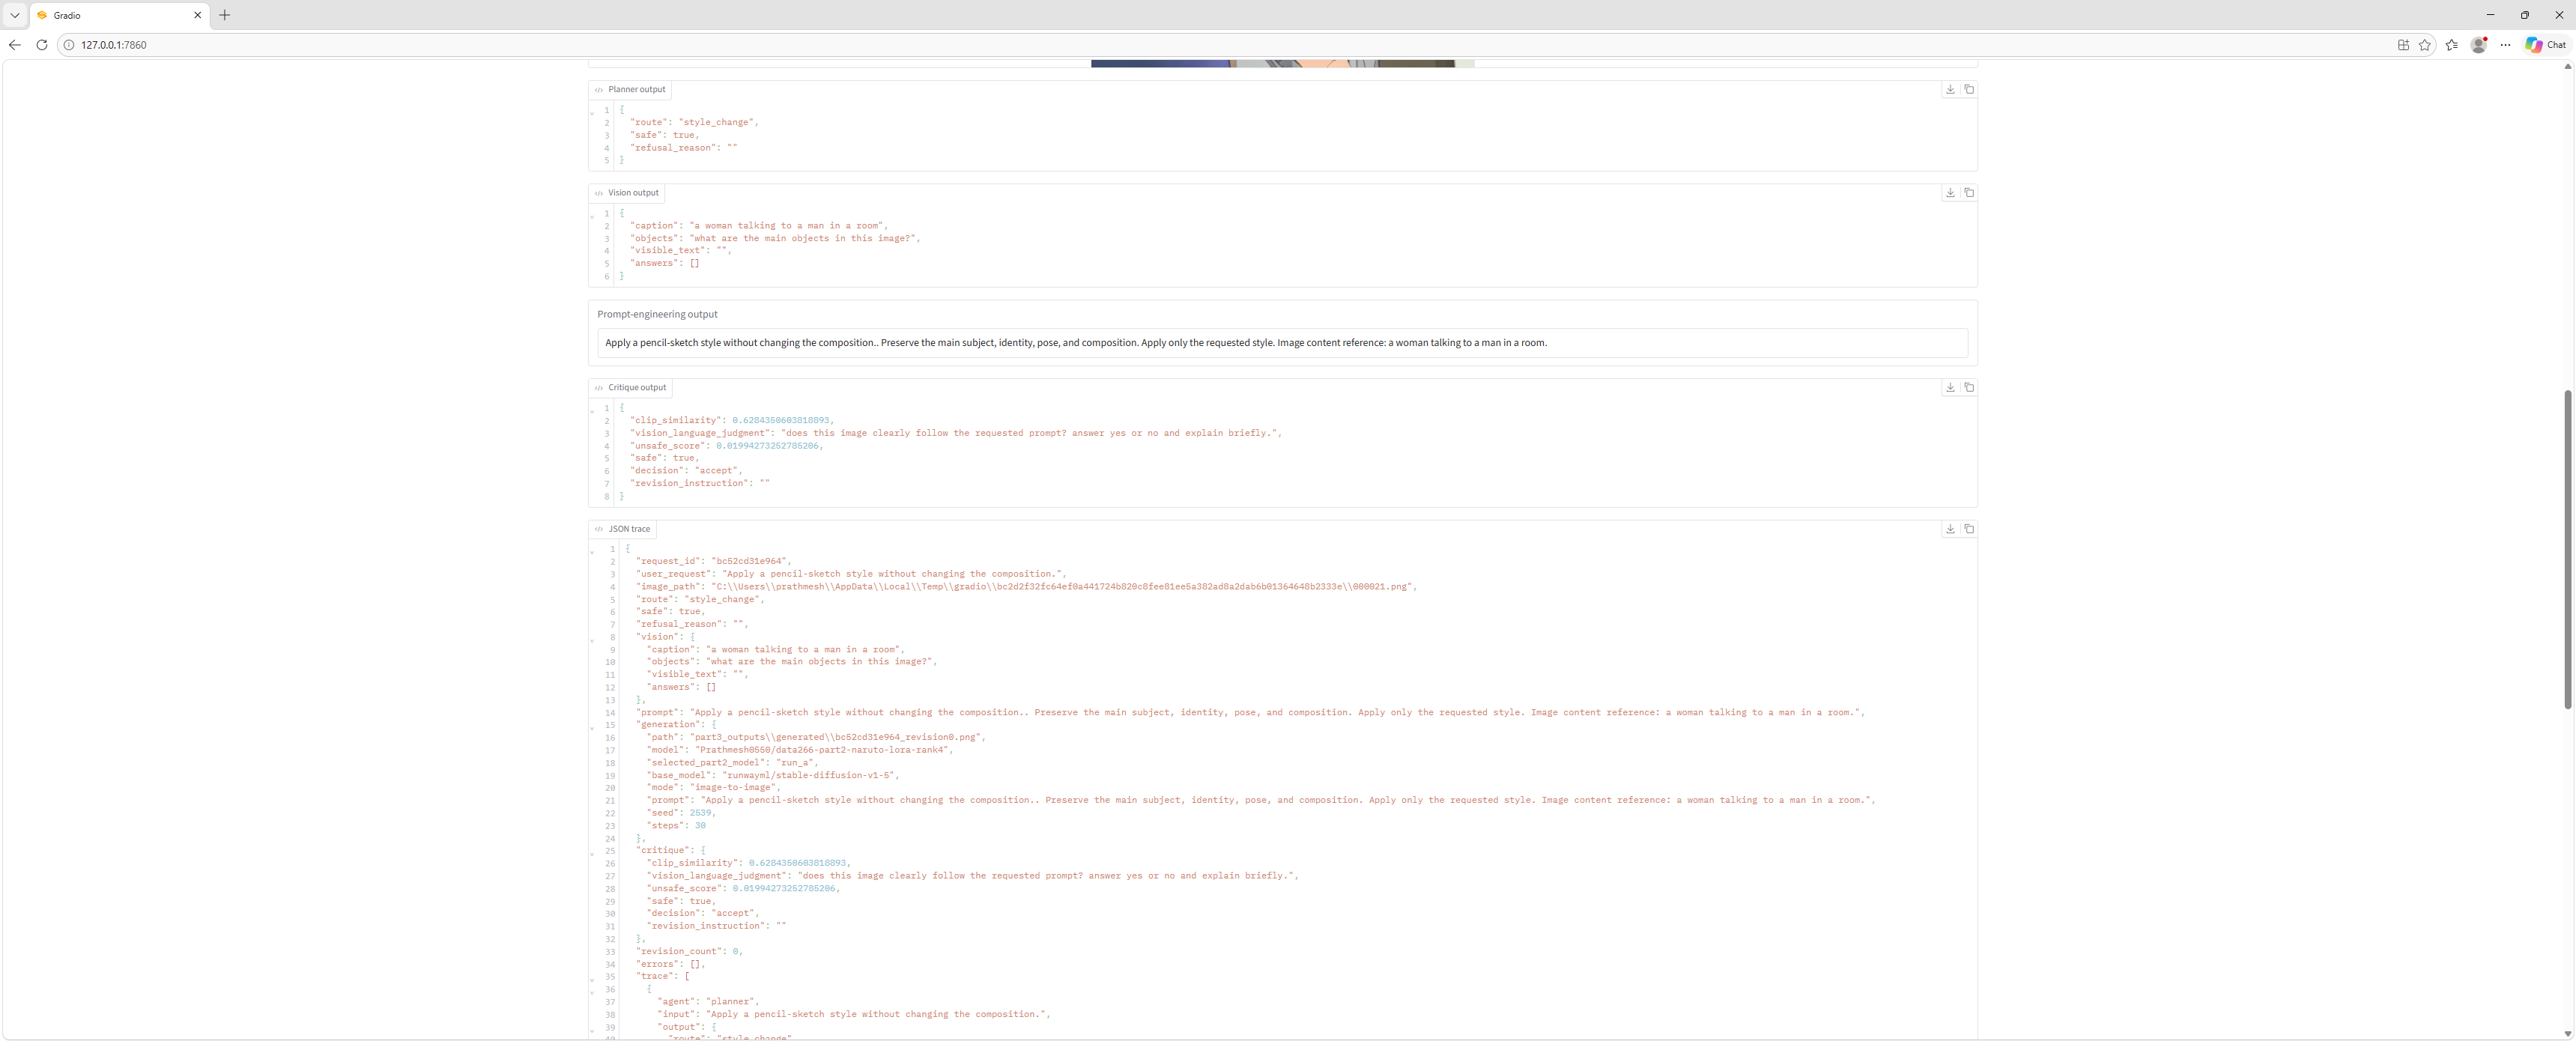 Gradio
127.0.0.1:7860
Chat
Planner output
1 {
2 "route": "style_change",
3 "safe": true,
4 "refusal_reason": ""
5 }
Vision output
1 {
2 "caption": "a woman talking to a man in a room",
3 "objects": "what are the main objects in this image?",
4 "visible_text": "",
5 "answers": []
6 }
Prompt-engineering output
Apply a pencil-sketch style without changing the composition.. Preserve the main subject, identity, pose, and composition. Apply only the requested style. Image content reference: a woman talking to a man in a room.
Critique output
1 {
2 "clip_similarity": 0.6284350603818893,
3 "vision_language_judgment": "does this image clearly follow the requested prompt? answer yes or no and explain briefly.",
4 "unsafe_score": 0.01994273252785206,
5 "safe": true,
6 "decision": "accept",
7 "revision_instruction": ""
8 }
JSON trace
1 {
2 "request_id": "bc52cd31e964",
3 "user_request": "Apply a pencil-sketch style without changing the composition.",
4 "image_path": "C:\\Users\\prathmesh\\AppData\\Local\\Temp\\gradio\\bc2d2f32fc64ef0a441724b820c8fee81ee5a382ad8a2dab6b01364648b2333e\\000021.png",
5 "route": "style_change",
6 "safe": true,
7 "refusal_reason": "",
8 "vision": {
9 "caption": "a woman talking to a man in a room",
10 "objects": "what are the main objects in this image?",
11 "visible_text": "",
12 "answers": []
13 },
14 "prompt": "Apply a pencil-sketch style without changing the composition.. Preserve the main subject, identity, pose, and composition. Apply only the requested style. Image content reference: a woman talking to a man in a room.",
15 "generation": {
16 "path": "part3_outputs\\generated\\bc52cd31e964_revision0.png",
17 "model": "Prathmesh0550/data266-part2-naruto-lora-rank4",
18 "selected_part2_model": "run_a",
19 "base_model": "runwayml/stable-diffusion-v1-5",
20 "mode": "image-to-image",
21 "prompt": "Apply a pencil-sketch style without changing the composition.. Preserve the main subject, identity, pose, and composition. Apply only the requested style. Image content reference: a woman talking to a man in a room.",
22 "seed": 2539,
23 "steps": 30
24 },
25 "critique": {
26 "clip_similarity": 0.6284350603818893,
27 "vision_language_judgment": "does this image clearly follow the requested prompt? answer yes or no and explain briefly.",
28 "unsafe_score": 0.01994273252785206,
29 "safe": true,
30 "decision": "accept",
31 "revision_instruction": ""
32 },
33 "revision_count": 0,
34 "errors": [],
35 "trace": [
36 {
37 "agent": "planner",
38 "input": "Apply a pencil-sketch style without changing the composition.",
39 "output": {
40 "route": "style_change",